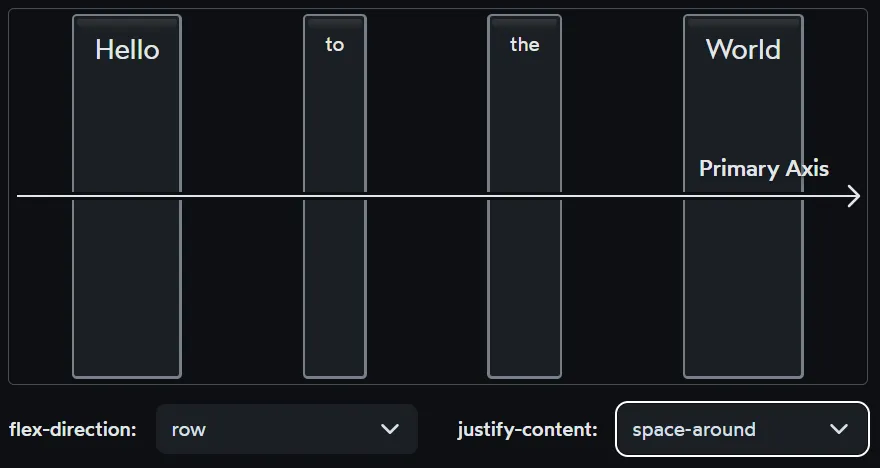 Hello to the World
Primary Axis
flex-direction: row justify-content: space-around